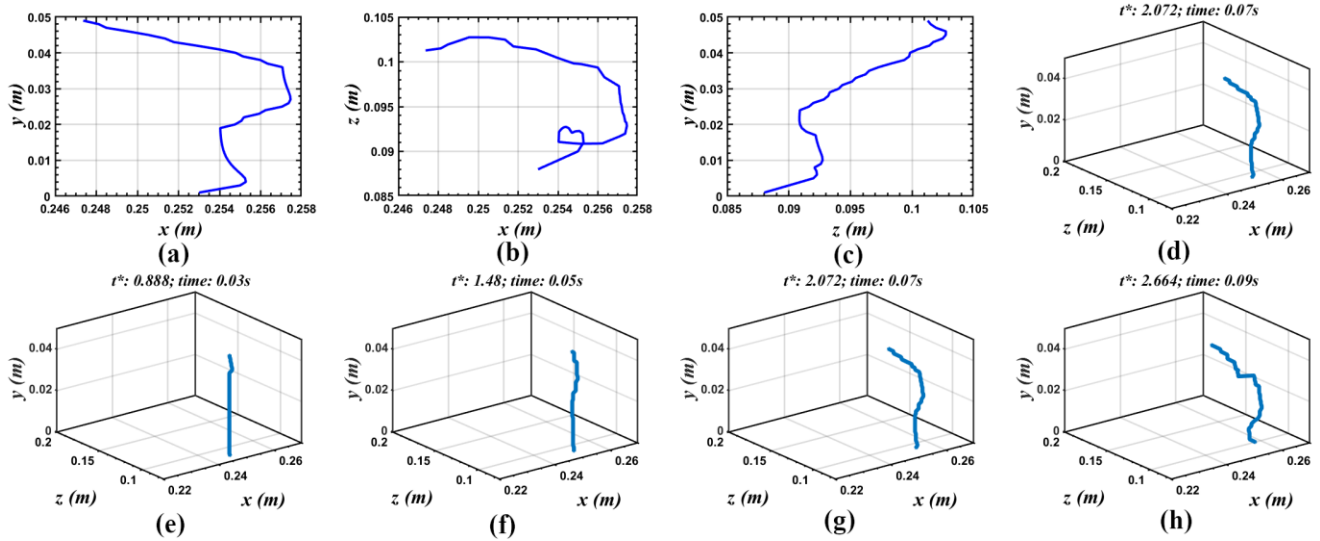 0.05
0.04
0.03
0.02
0.01
0
y (m)
0.246 0.248 0.25 0.252 0.254 0.256 0.258
x (m)
(a)
0.105
0.1
0.095
0.09
0.085
z (m)
0.246 0.248 0.25 0.252 0.254 0.256 0.258
x (m)
(b)
0.05
0.04
0.03
0.02
0.01
0
y (m)
0.085 0.09 0.095 0.1 0.105
z (m)
(c)
t*: 2.072; time: 0.07s
0.04
0.02
0
y (m)
0.2
0.15
0.1
z (m)
0.22
0.24
0.26
x (m)
(d)
t*: 0.888; time: 0.03s
0.04
0.02
0
y (m)
0.2
0.15
0.1
z (m)
0.22
0.24
0.26
x (m)
(e)
t*: 1.48; time: 0.05s
0.04
0.02
0
y (m)
0.2
0.15
0.1
z (m)
0.22
0.24
0.26
x (m)
(f)
t*: 2.072; time: 0.07s
0.04
0.02
0
y (m)
0.2
0.15
0.1
z (m)
0.22
0.24
0.26
x (m)
(g)
t*: 2.664; time: 0.09s
0.04
0.02
0
y (m)
0.2
0.15
0.1
z (m)
0.22
0.24
0.26
x (m)
(h)